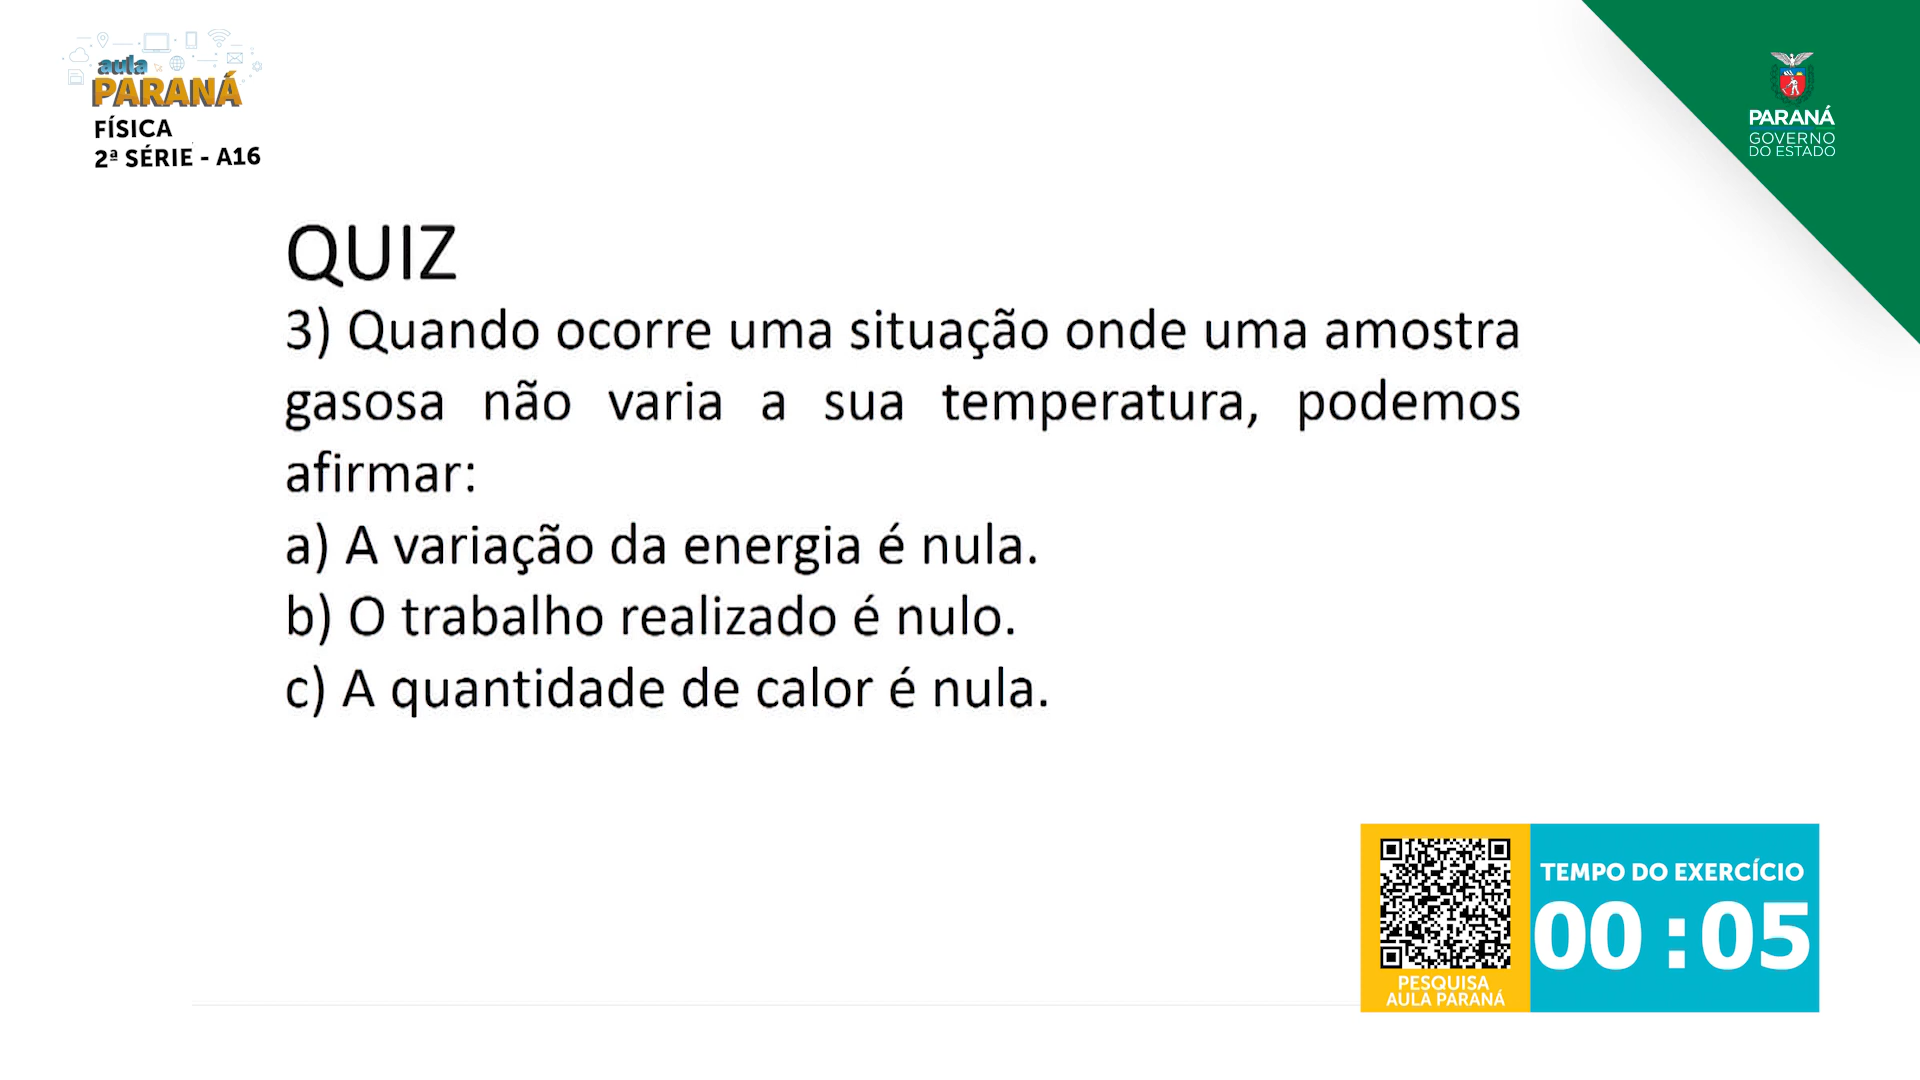 aula
PARANÁ
FÍSICA
2ª SÉRIE - A16
PARANÁ
GOVERNO
DO ESTADO
QUIZ
3) Quando ocorre uma situação onde uma amostra
gasosa não varia a sua temperatura, podemos
afirmar:
a) A variação da energia é nula.
b) O trabalho realizado é nulo.
c) A quantidade de calor é nula.
TEMPO DO EXERCÍCIO
00:05
PESQUISA
AULA PARANÁ